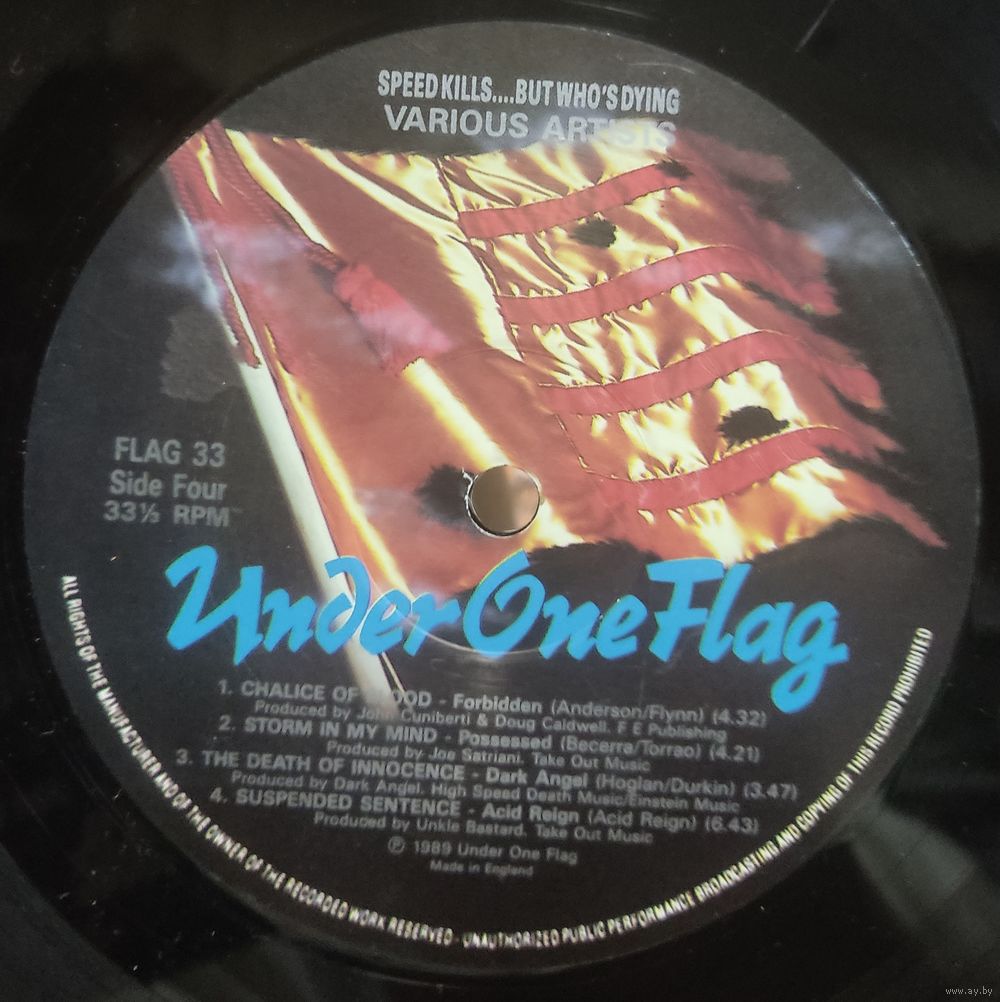 SPEED KILLS....BUT WHO'S DYING
VARIOUS ARTISTS
FLAG 33
Side Four
33⅓ RPM
Under One Flag
1. CHALICE OF BLOOD - Forbidden (Anderson/Flynn) (4.32)
Produced by John Cuniberti & Doug Caldwell. F E Publishing
2. STORM IN MY MIND - Possessed (Becerra/Torrao) (4.21)
Produced by Joe Satriani. Take Out Music
3. THE DEATH OF INNOCENCE - Dark Angel (Hoglan/Durkin) (3.47)
Produced by Dark Angel. High Speed Death Music/Einstein Music
4. SUSPENDED SENTENCE - Acid Reign (Acid Reign) (6.43)
Produced by Unkle Bastard. Take Out Music
℗ 1989 Under One Flag
Made in England
ALL RIGHTS OF THE MANUFACTURER AND OF THE OWNER OF THE RECORDED WORK RESERVED - UNAUTHORIZED PUBLIC PERFORMANCE BROADCASTING AND COPYING OF THIS RECORD PROHIBITED
www.ay.by